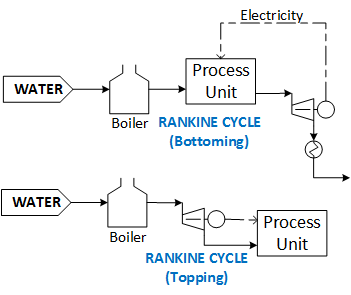 Electricity
WATER
Process
Unit
Boiler
RANKINE CYCLE
(Bottoming)
WATER
Boiler
Process
Unit
RANKINE CYCLE
(Topping)